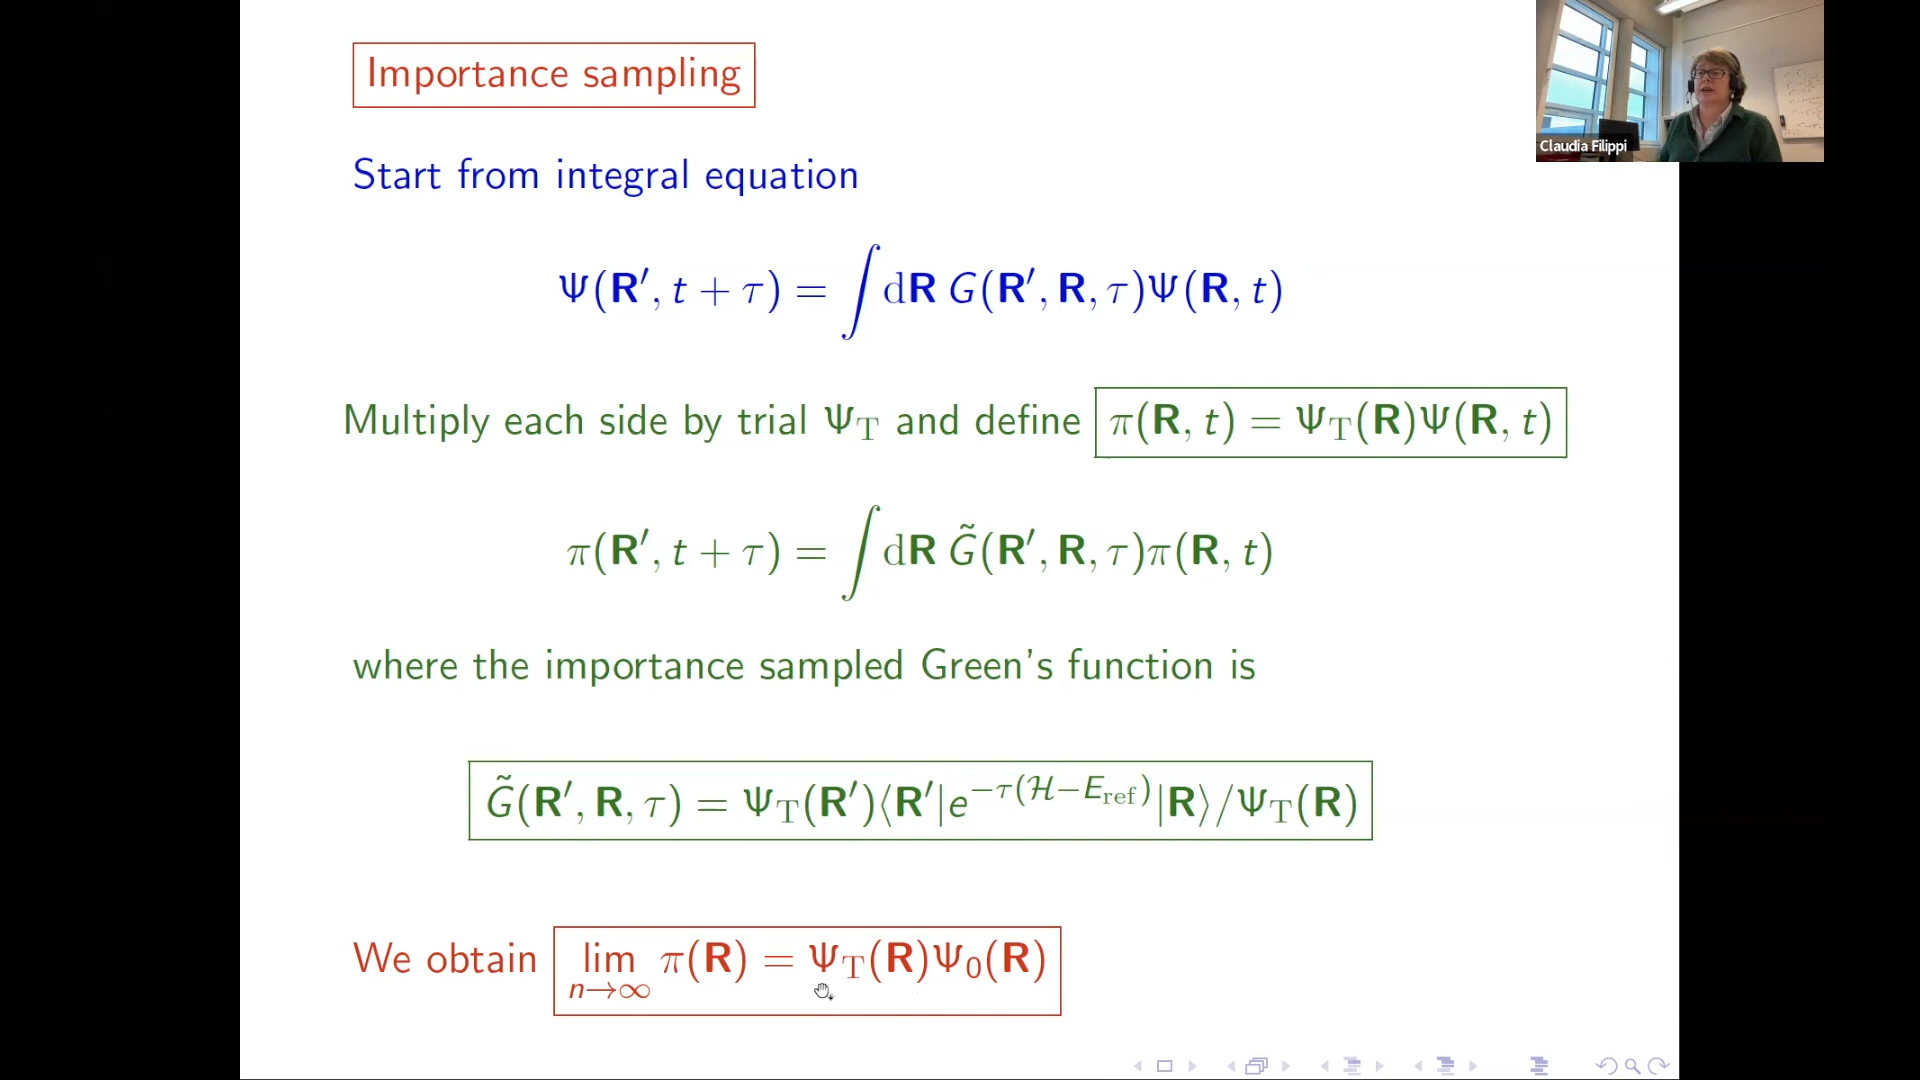 Importance sampling
Claudia Filippi
Start from integral equation
Ψ(R′, t + τ) = ∫ dR G(R′, R, τ)Ψ(R, t)
Multiply each side by trial Ψ_T and define π(R, t) = Ψ_T(R)Ψ(R, t)
π(R′, t + τ) = ∫ dR G̃(R′, R, τ)π(R, t)
where the importance sampled Green's function is
G̃(R′, R, τ) = Ψ_T(R′)⟨R′|e^{−τ(ℋ−E_ref)}|R⟩/Ψ_T(R)
We obtain lim_{n→∞} π(R) = Ψ_T(R)Ψ_0(R)